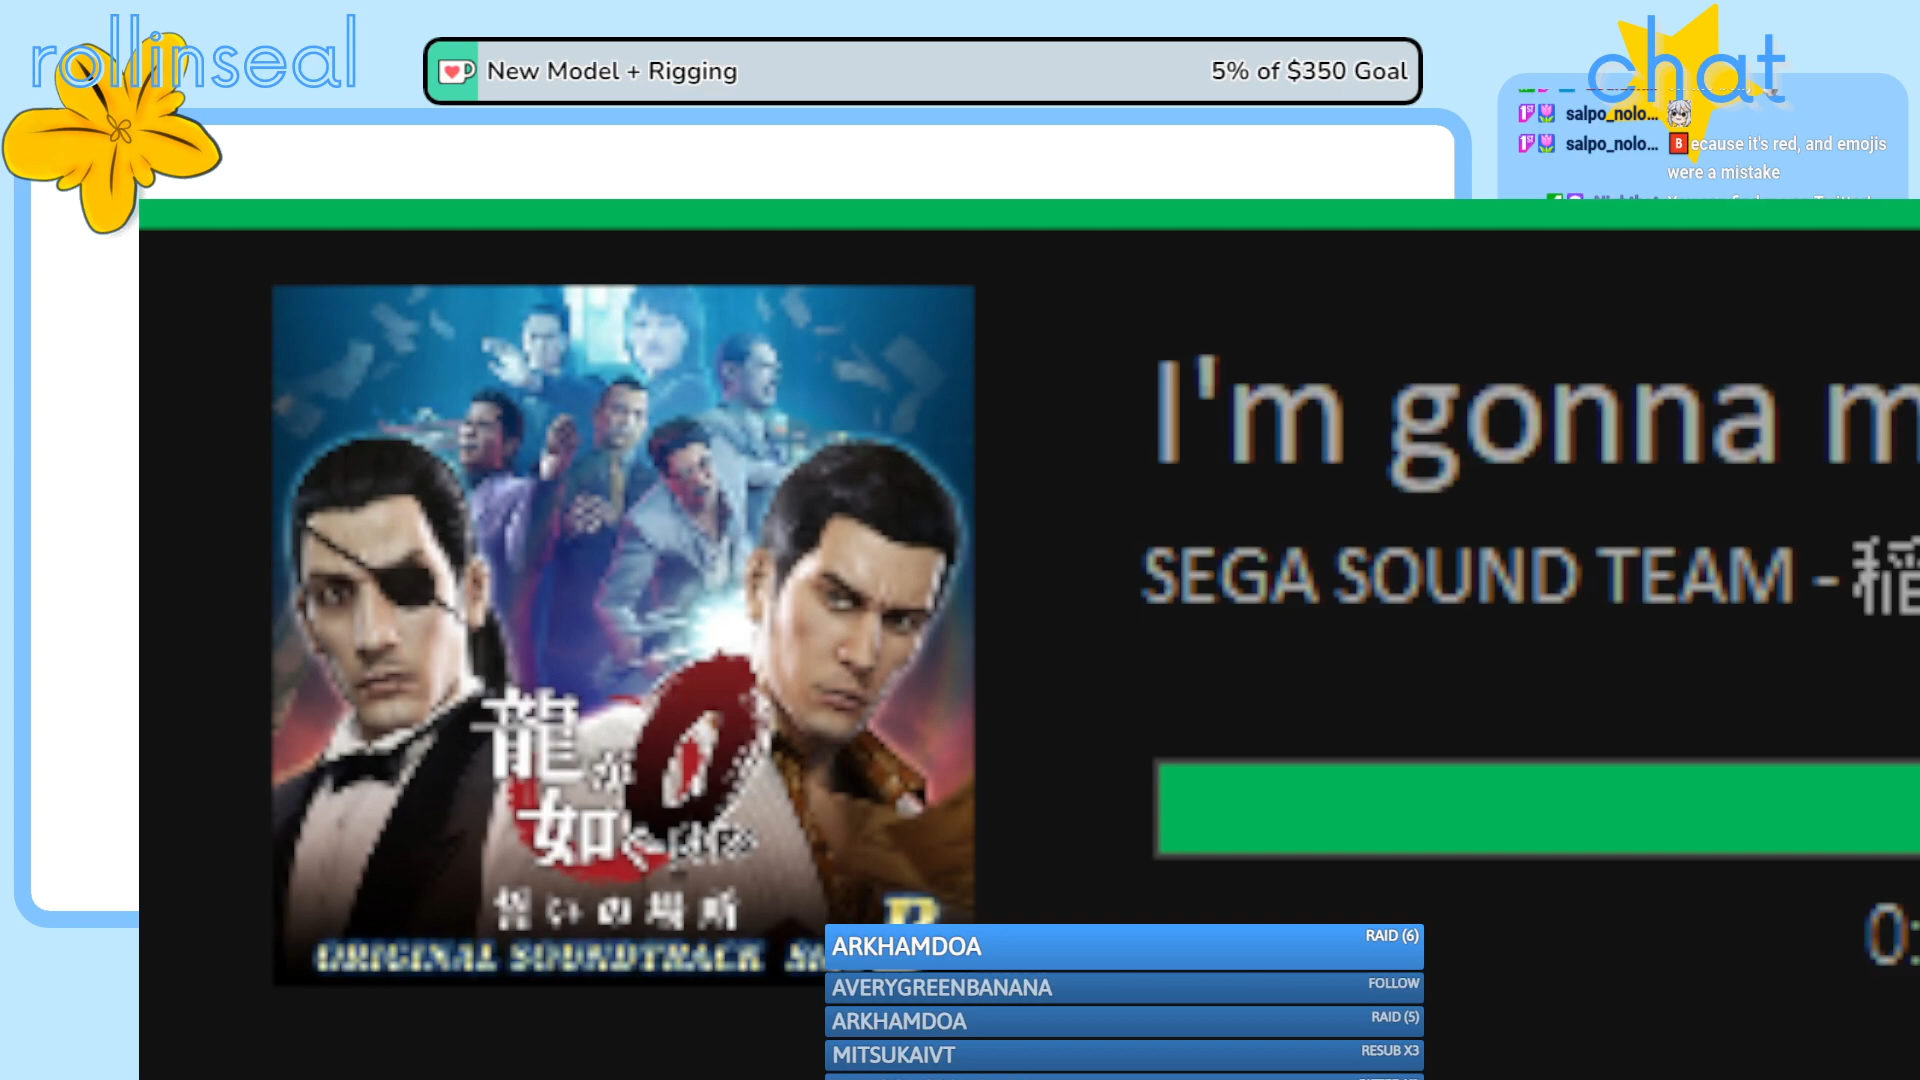 rollinseal
New Model + Rigging
5% of $350 Goal
chat
salpo_nolo...
salpo_nolo... Because it's red, and emojis
were a mistake
I'm gonna m
SEGA SOUND TEAM - 稲
龍が
如く
0
誓いの場所
ORIGINAL SOUNDTRACK
0:
ARKHAMDOA
RAID (6)
AVERYGREENBANANA
FOLLOW
ARKHAMDOA
RAID (5)
MITSUKAIVT
RESUB X3